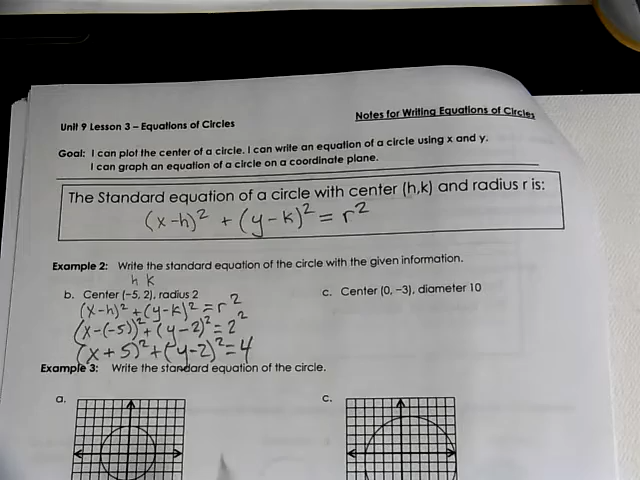 Unit 9 Lesson 3 – Equations of Circles
Notes for Writing Equations of Circles
Goal: I can plot the center of a circle. I can write an equation of a circle using x and y.
I can graph an equation of a circle on a coordinate plane.
The Standard equation of a circle with center (h,k) and radius r is:
(x-h)² + (y-k)² = r²
Example 2: Write the standard equation of the circle with the given information.
h k
b. Center (–5, 2), radius 2
c. Center (0, –3), diameter 10
(x-h)² + (y-k)² = r²
(x-(-5))² + (y-2)² = 2²
(x+5)² + (y-2)² = 4
Example 3: Write the standard equation of the circle.
a.
c.